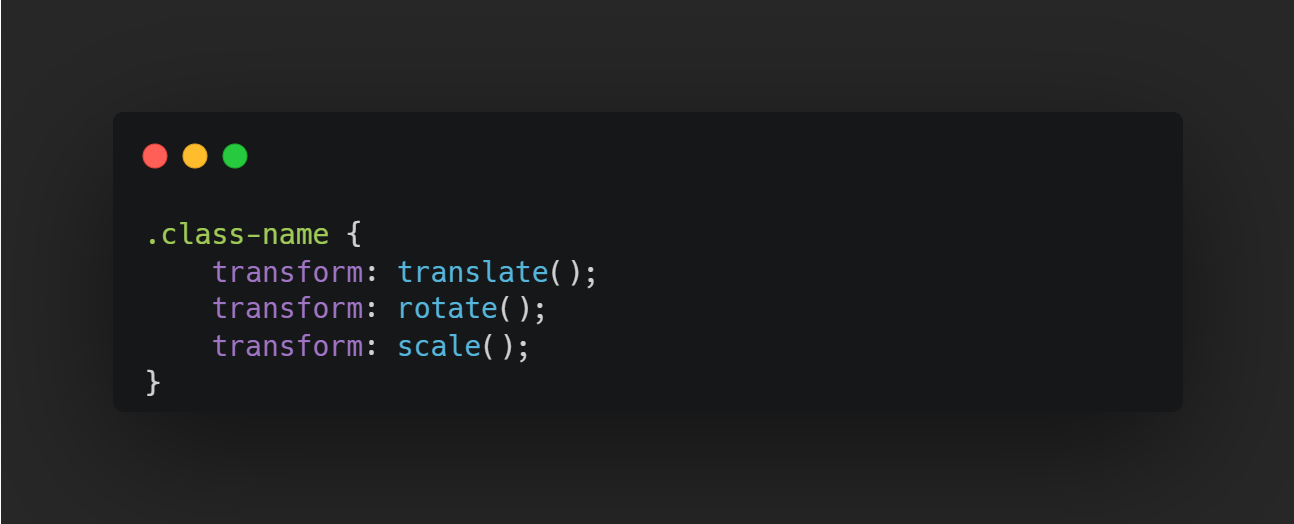 .class-name {
    transform: translate();
    transform: rotate();
    transform: scale();
}